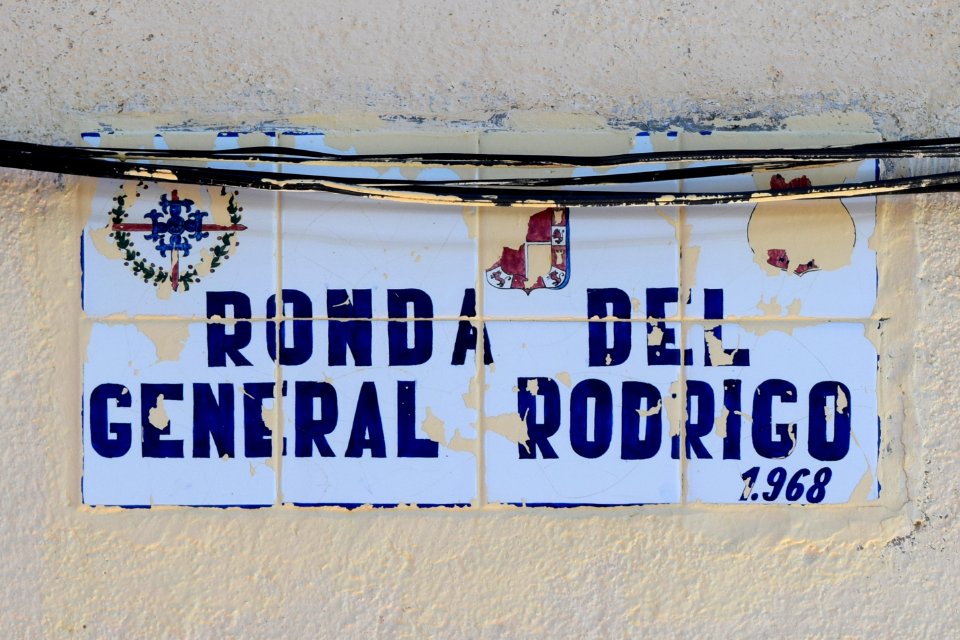 RONDA DEL
GENERAL RODRIGO
1.968